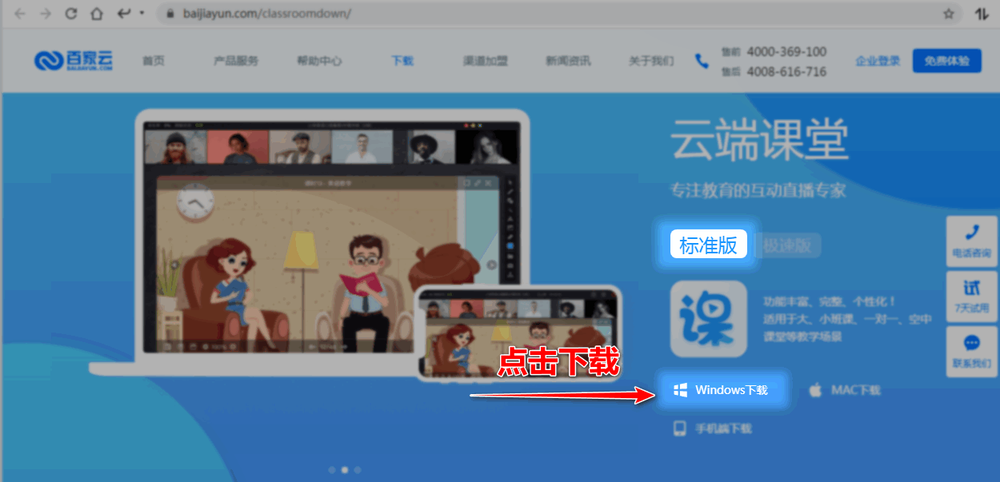 baijiayun.com/classroomdown/
百家云
BAIJIAYUN.COM
首页
产品服务
帮助中心
下载
渠道加盟
新闻资讯
关于我们
售前 4000-369-100
售后 4008-616-716
企业登录
免费体验
云端课堂
专注教育的互动直播专家
标准版
极速版
课
功能丰富、完整、个性化！
适用于大、小班课、一对一、空中
课堂等教学场景
点击下载
Windows下载
MAC下载
手机端下载
电话咨询
试
7天试用
联系我们